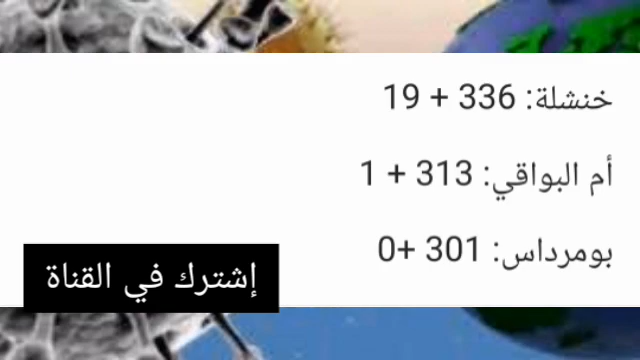 خنشلة: 336 + 19
أم البواقي: 313 + 1
بومرداس: 301 +0
إشترك في القناة